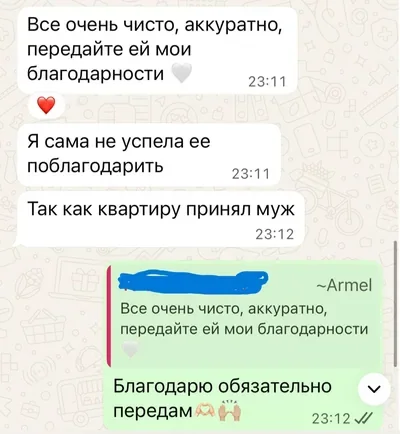 Все очень чисто, аккуратно,
передайте ей мои
благодарности 🤍
23:11
❤️
Я сама не успела ее
поблагодарить
23:11
Так как квартиру принял муж
23:12
~Armel
Все очень чисто, аккуратно,
передайте ей мои благодарности
🤍
Благодарю обязательно
передам🫶🏼🙌🏼
23:12